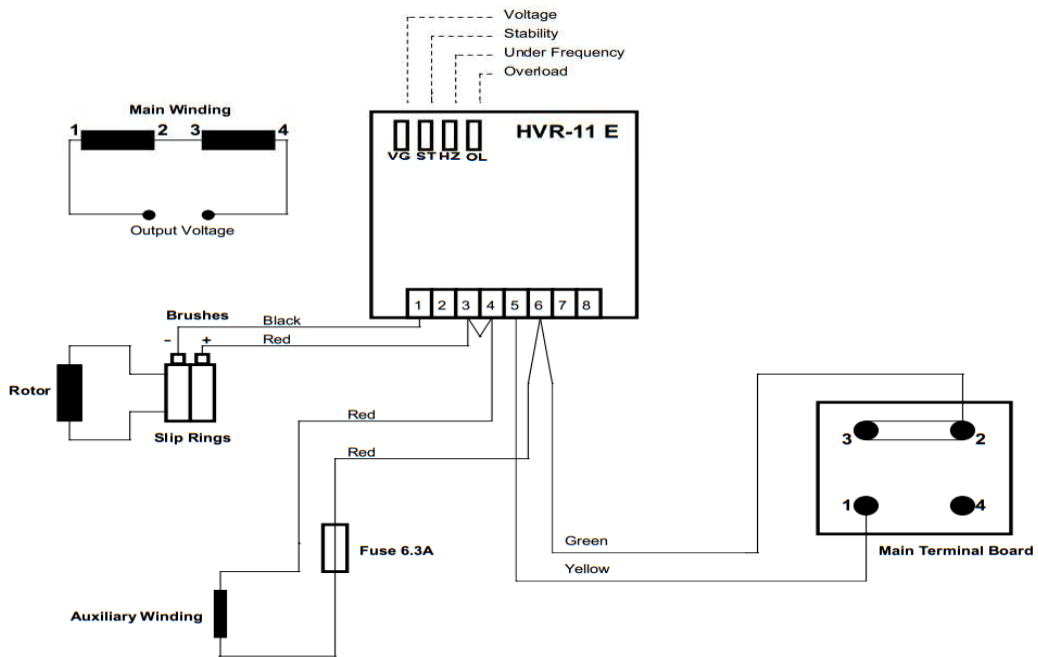 Voltage
Stability
Under Frequency
Overload
HVR-11 E
VG ST HZ OL
Main Winding
1 2 3 4
Output Voltage
1 2 3 4 5 6 7 8
Brushes
Black
- +
Red
Rotor
Slip Rings
Red
Red
3 2
1 4
Fuse 6.3A
Green
Main Terminal Board
Yellow
Auxiliary Winding